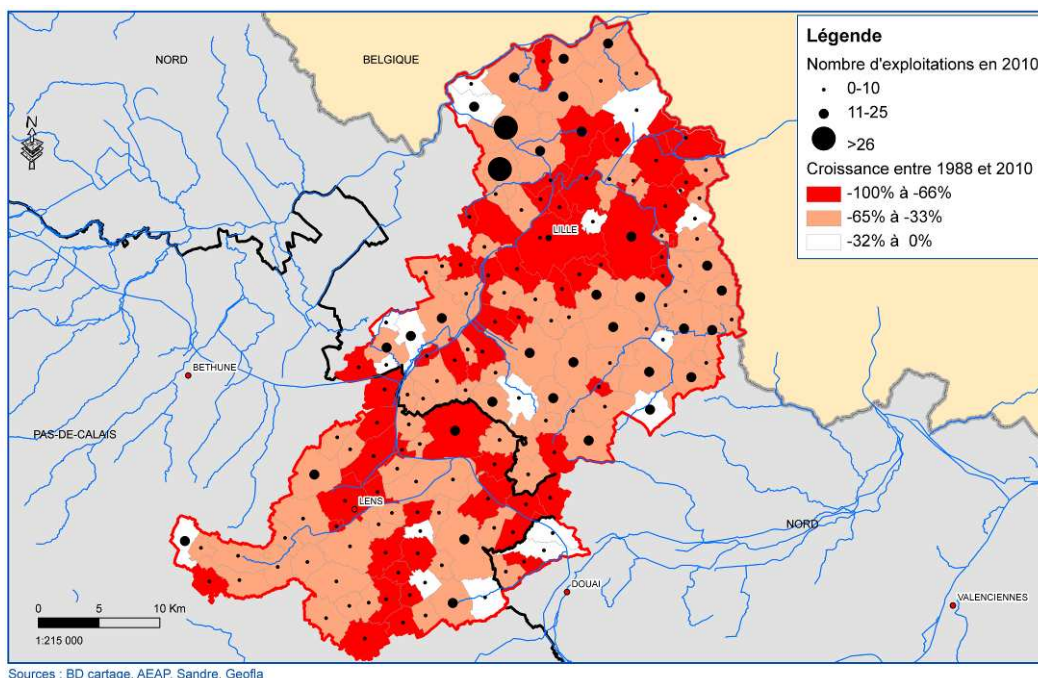 NORD
BELGIQUE
N
Légende
Nombre d'exploitations en 2010
0-10
11-25
>26
Croissance entre 1988 et 2010
-100% à -66%
-65% à -33%
-32% à 0%
LILLE
BETHUNE
PAS-DE-CALAIS
LENS
NORD
DOUAI
VALENCIENNES
0 5 10 Km
1:215 000
Sources : BD cartage, AEAP, Sandre, Geofla